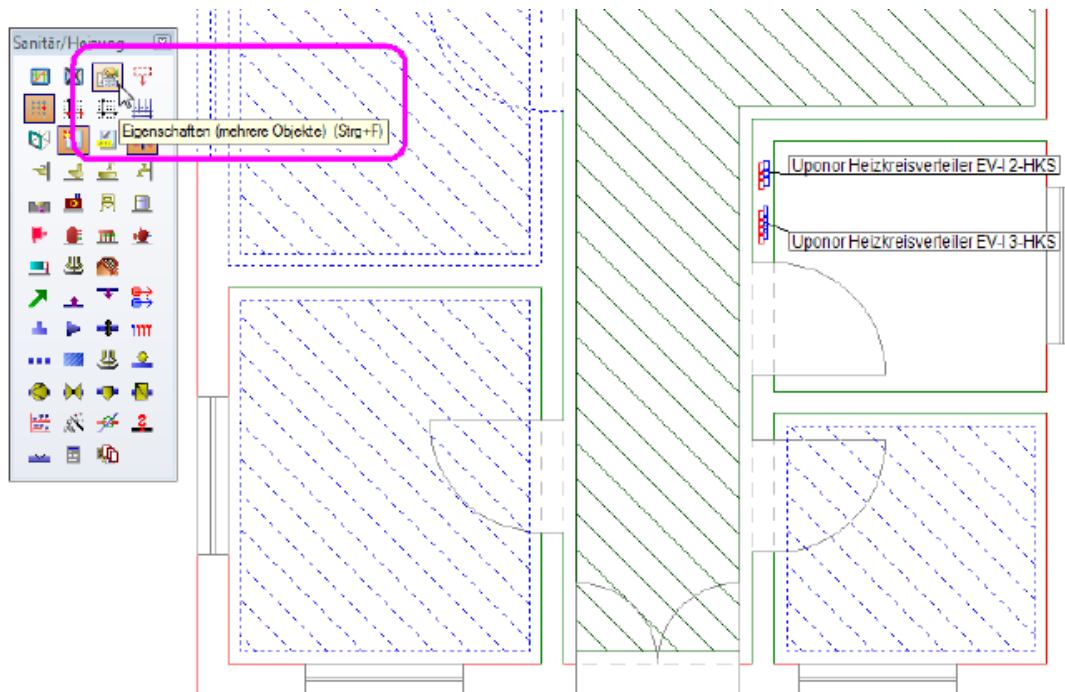 Sanitär/Heizung
Eigenschaften (mehrere Objekte) (Strg+F)
Uponor Heizkreisverteiler EV-I 2-HKS
Uponor Heizkreisverteiler EV-I 3-HKS